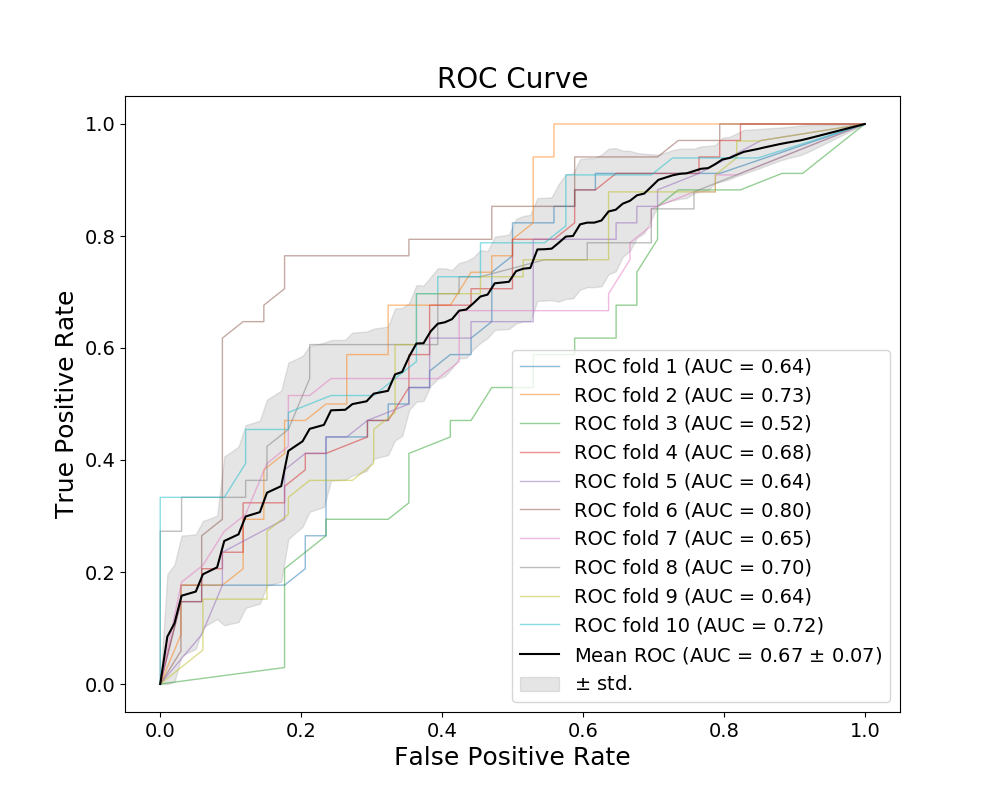 ROC Curve
True Positive Rate
1.0
0.8
0.6
0.4
0.2
0.0
ROC fold 1 (AUC = 0.64)
ROC fold 2 (AUC = 0.73)
ROC fold 3 (AUC = 0.52)
ROC fold 4 (AUC = 0.68)
ROC fold 5 (AUC = 0.64)
ROC fold 6 (AUC = 0.80)
ROC fold 7 (AUC = 0.65)
ROC fold 8 (AUC = 0.70)
ROC fold 9 (AUC = 0.64)
ROC fold 10 (AUC = 0.72)
Mean ROC (AUC = 0.67 ± 0.07)
± std.
0.0 0.2 0.4 0.6 0.8 1.0
False Positive Rate